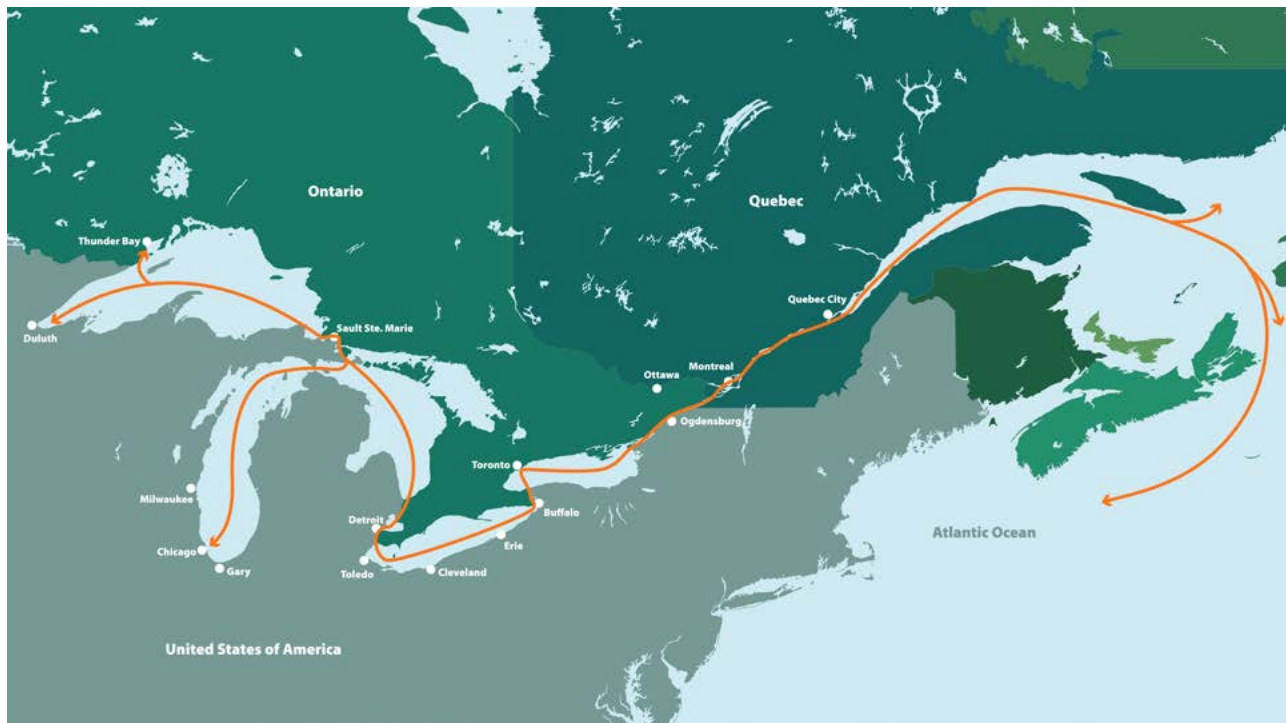 Ontario
Quebec
Thunder Bay
Quebec City
Duluth
Sault Ste. Marie
Montreal
Ottawa
Ogdensburg
Toronto
Milwaukee
Buffalo
Detroit
Atlantic Ocean
Erie
Chicago
Toledo
Cleveland
Gary
United States of America